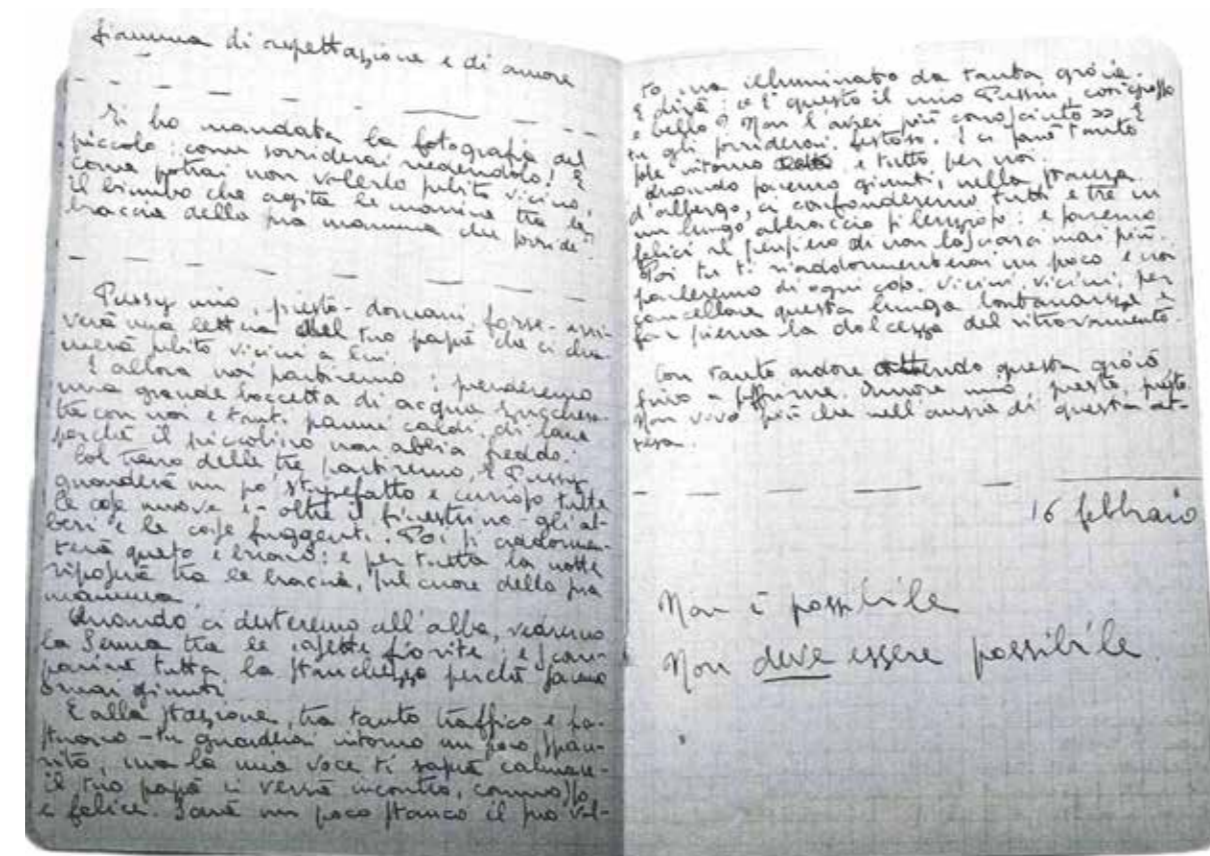 fiamma di aspettazione e di amore
Ti ho mandata la fotografia del
piccolo: come sorriderai vedendolo! E
come potrai non volerlo subito vicino,
il bimbo che agita le manine tra le
braccia della sua mamma che sorride?
Pussy mio, presto - domani forse - arri-
verà una lettera del tuo papà che ci chia-
merà subito vicini a Lui.
E allora noi partiremo: prenderemo
una grande boccetta di acqua zucchera-
ta con noi e tanti panni caldi, di lana
perché il piccolino non abbia freddo.
Col treno delle tre partiremo, e Pussy
guarderà un po' stupefatto e curioso tutte
le cose nuove e - oltre il finestrino - gli al-
beri e le case fuggenti. Poi si addormen-
terà queto e buono: e per tutta la notte
riposerà tra le braccia, sul cuore della sua
mamma.
Quando ci desteremo all'alba, vedremo
la Senna tra le casette fiorite: e scom-
parirà tutta la stanchezza perché saremo
ormai giunti.
E alla stazione, tra tanto traffico e fra-
stuono - tu guarderai intorno un poco spau-
rito, ma la mia voce ti saprà calmare -
il tuo papà ci verrà incontro, commosso
e felice. Sarà un poco stanco il suo vol-
to, ma illuminato da tanta gioia.
E dirà: « È questo il mio Pussin, così grosso
e bello? Non l'avrei più conosciuto » E
tu gli sorriderai, festoso. E ci sarà tanto
sole intorno e tutto per noi.
Quando saremo giunti, nella stanza
d'albergo, ci confonderemo tutti e tre in
un lungo abbraccio silenzioso: e saremo
felici al pensiero di non lasciarci mai più.
Poi tu ti riaddormenterai un poco e noi
parleremo di ogni cosa. Vicini, vicini, per
cancellare questa lunga lontananza e
far piena la dolcezza del ritrovamento.
Con tanto ardore attendo questa gioia
fino a soffrirne. Amore mio, presto, presto.
Non vivo più che nell'ansia di questa at-
tesa.
16 febbraio
Non è possibile
Non deve essere possibile.